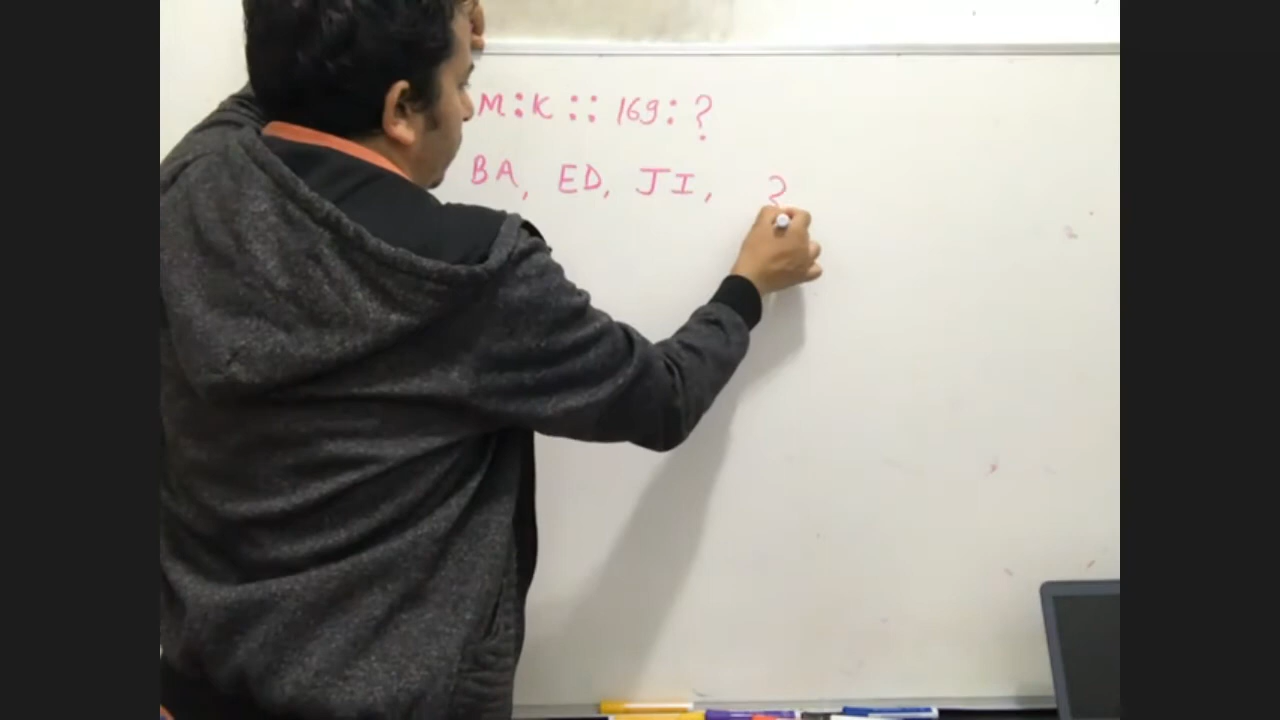 M : K :: 169 : ?
BA, ED, JI, ?